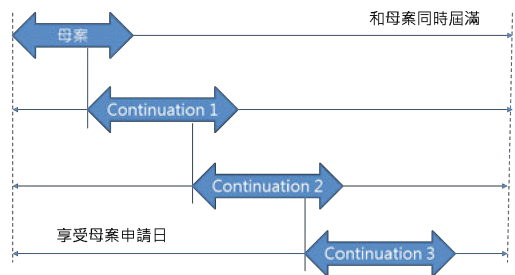 和母案同時屆滿
母案
Continuation 1
Continuation 2
享受母案申請日
Continuation 3